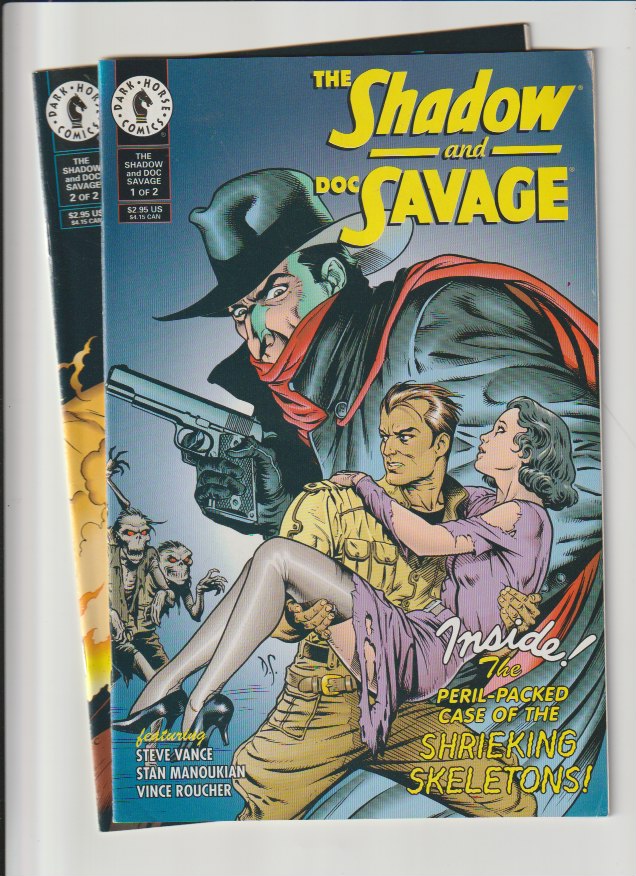 DARK HORSE COMICS
THE
SHADOW
and DOC
SAVAGE
2 OF 2
$2.95 US
$4.15 CAN
DARK HORSE COMICS
THE
SHADOW
and DOC
SAVAGE
1 OF 2
$2.95 US
$4.15 CAN
THE Shadow®
and
DOC SAVAGE®
D.S.
Inside!
The
PERIL-PACKED
CASE OF THE
SHRIEKING
SKELETONS!
featuring
STEVE VANCE
STAN MANOUKIAN
VINCE ROUCHER